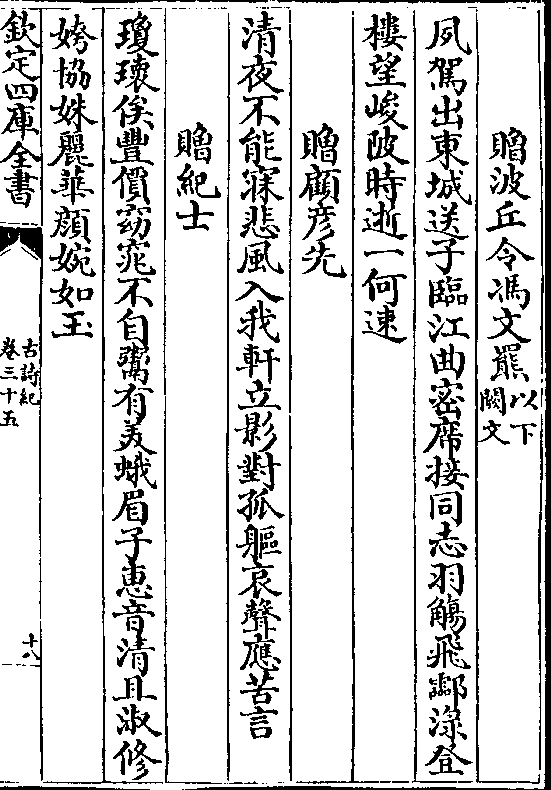 贈波丘令馮文羆以下闕文
夙駕出東城送子臨江曲密席接同志羽觴飛酃淥登
樓望峻陂時逝一何速
贈顧彦先
清夜不能寐悲風入我軒立影對孤軀哀聲應苦言
贈紀士
瓊瓌俟豐價窈窕不自鬻有美蛾眉子惠音清且淑修
姱協姝麗華顔婉如玉
欽定四庫全書
古詩紀
卷三十五
十八